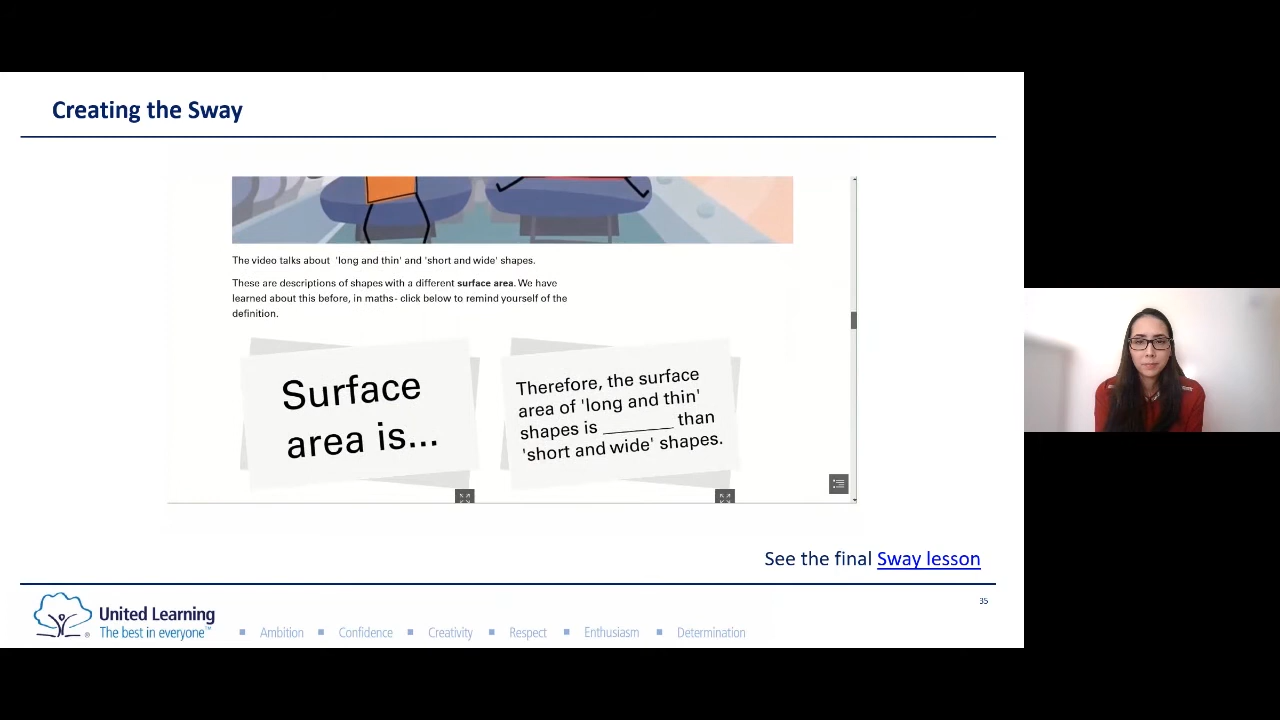 Creating the Sway
The video talks about 'long and thin' and 'short and wide' shapes.
These are descriptions of shapes with a different surface area. We have
learned about this before, in maths- click below to remind yourself of the
definition.
Surface
area is...
Therefore, the surface
area of 'long and thin'
shapes is ________ than
'short and wide' shapes.
See the final Sway lesson
35
United Learning
The best in everyone™
Ambition
Confidence
Creativity
Respect
Enthusiasm
Determination